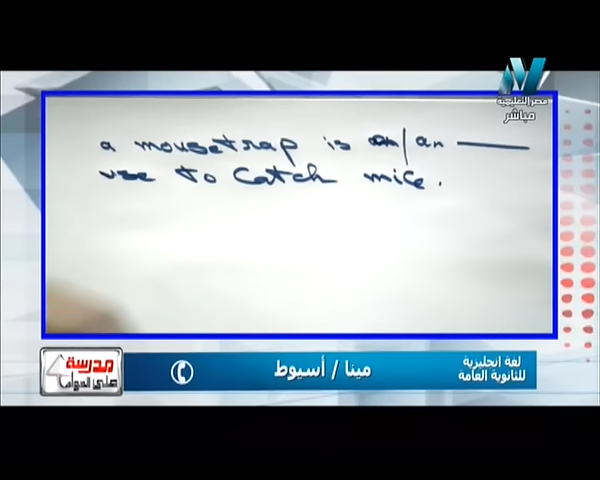 مصر التعليمية
مباشر
a mousetrap is a/an ———
use to catch mice.
لغة انجليزية
للثانوية العامة
مينا / أسيوط
مدرسة
على الهواء